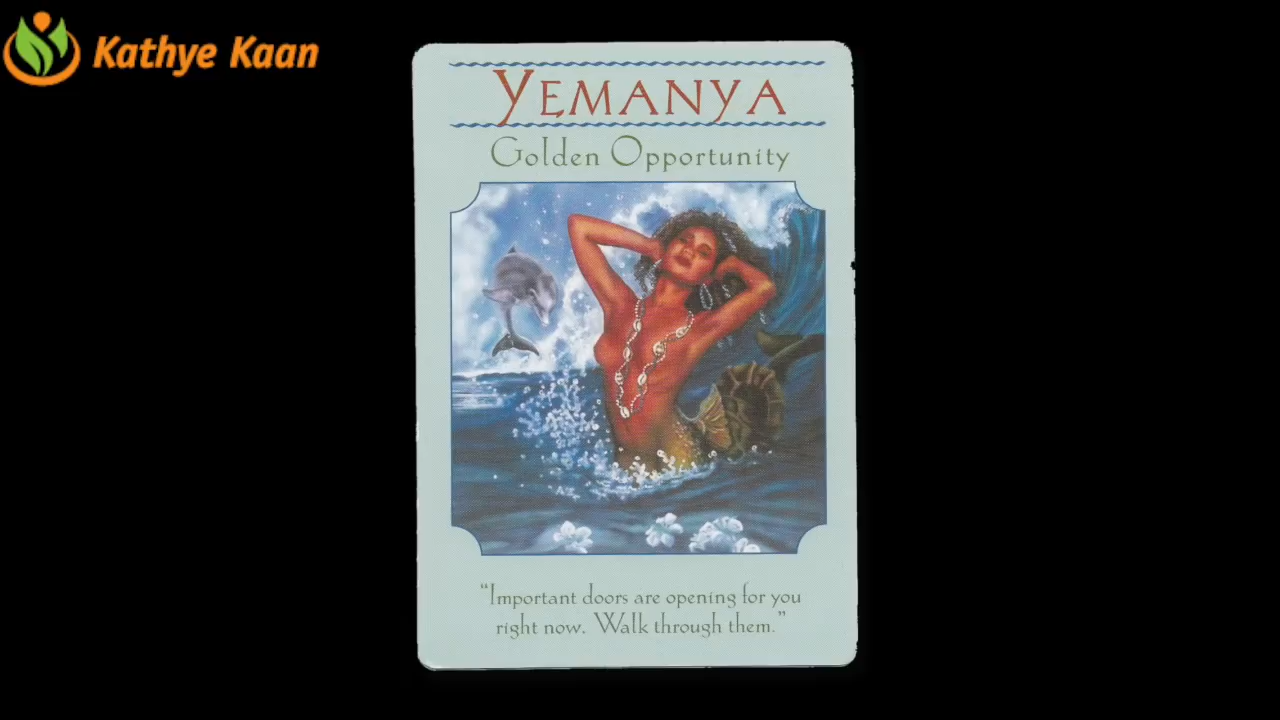 Kathye Kaan
YEMANYA
Golden Opportunity
“Important doors are opening for you
right now. Walk through them.”